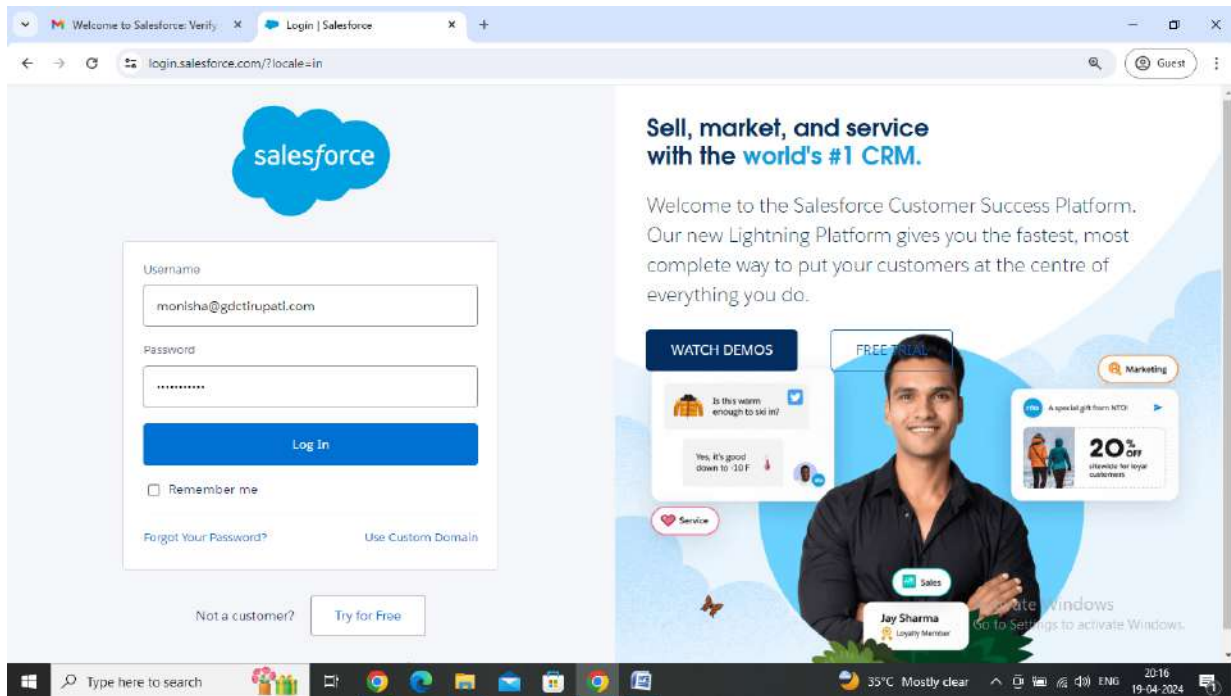 Welcome to Salesforce: Verify
Login | Salesforce
login.salesforce.com/?locale=in
Guest
salesforce
Username
monisha@gdctirupati.com
Password
Log In
Remember me
Forgot Your Password?
Use Custom Domain
Not a customer?
Try for Free
Sell, market, and service
with the world's #1 CRM.
Welcome to the Salesforce Customer Success Platform.
Our new Lightning Platform gives you the fastest, most
complete way to put your customers at the centre of
everything you do.
WATCH DEMOS
FREE TRIAL
Marketing
Is this warm
enough to ski in?
Yes, it's good
down to -10 F
Service
A special gift from NTO!
20% OFF
sitewide for loyal
customers
Sales
Jay Sharma
Loyalty Member
Activate Windows
Go to Settings to activate Windows.
Type here to search
35°C Mostly clear
ENG
20:16
19-04-2024